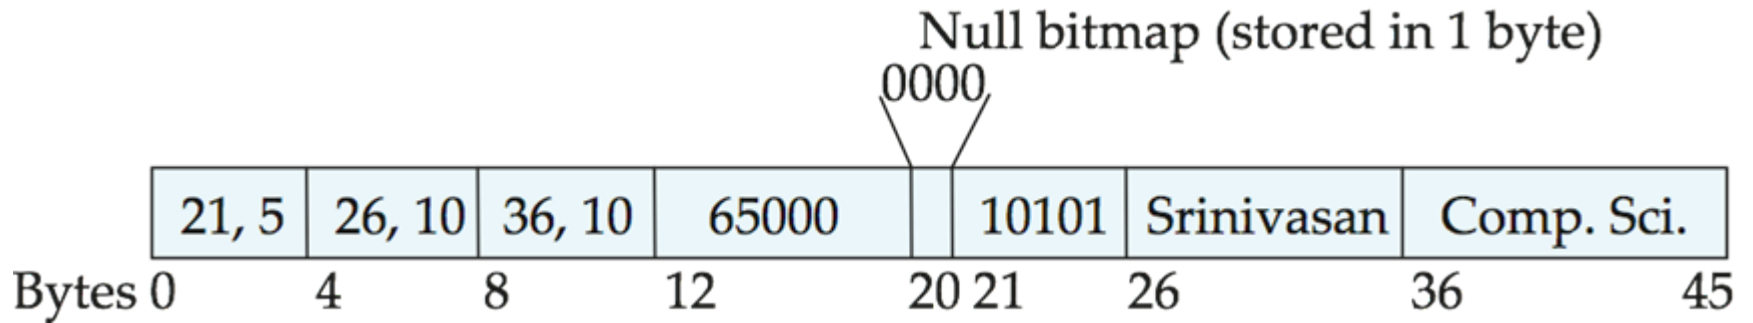 Null bitmap (stored in 1 byte)
0000
21, 5 26, 10 36, 10 65000 10101 Srinivasan Comp. Sci.
Bytes 0 4 8 12 20 21 26 36 45